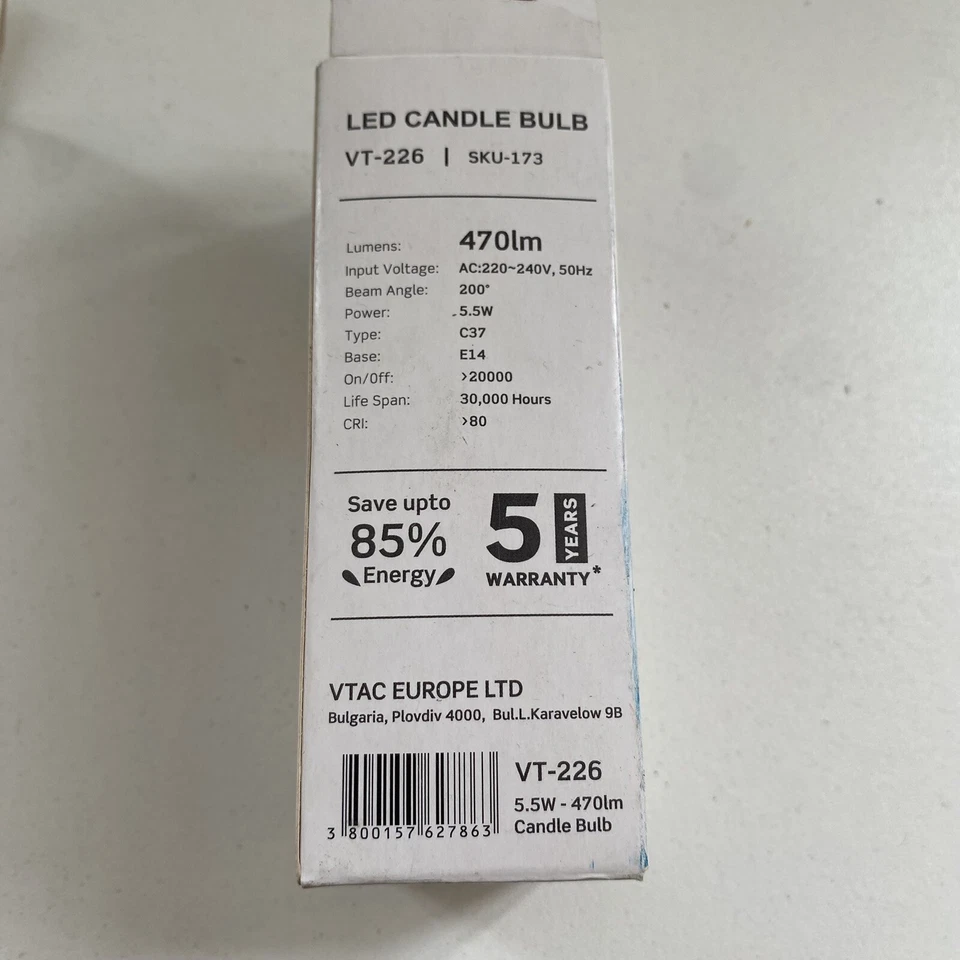 LED CANDLE BULB
VT-226 | SKU-173
Lumens: 470lm
Input Voltage: AC:220~240V, 50Hz
Beam Angle: 200°
Power: 5.5W
Type: C37
Base: E14
On/Off: >20000
Life Span: 30,000 Hours
CRI: >80
Save upto
85%
Energy
5 YEARS
WARRANTY*
VTAC EUROPE LTD
Bulgaria, Plovdiv 4000, Bul.L.Karavelow 9B
VT-226
5.5W - 470lm
Candle Bulb
3 800157 627863